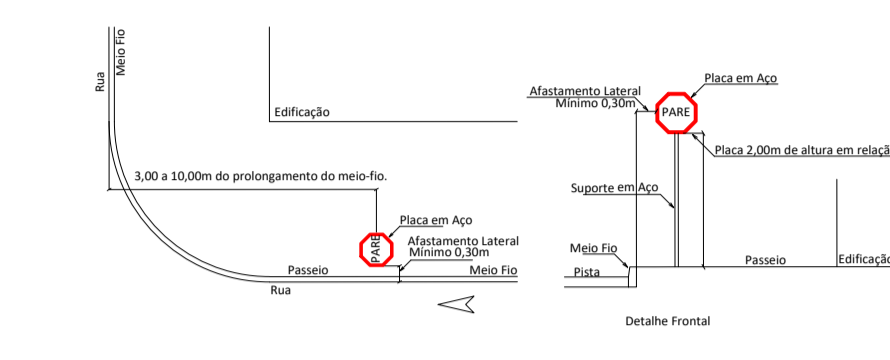 Rua
Meio Fio
Edificação
3,00 a 10,00m do prolongamento do meio-fio.
Placa em Aço
PARE
Afastamento Lateral
Mínimo 0,30m
Passeio
Meio Fio
Rua
Placa em Aço
Afastamento Lateral
Mínimo 0,30m
PARE
Placa 2,00m de altura em relaçã
Suporte em Aço
Meio Fio
Pista
Passeio
Edificação
Detalhe Frontal